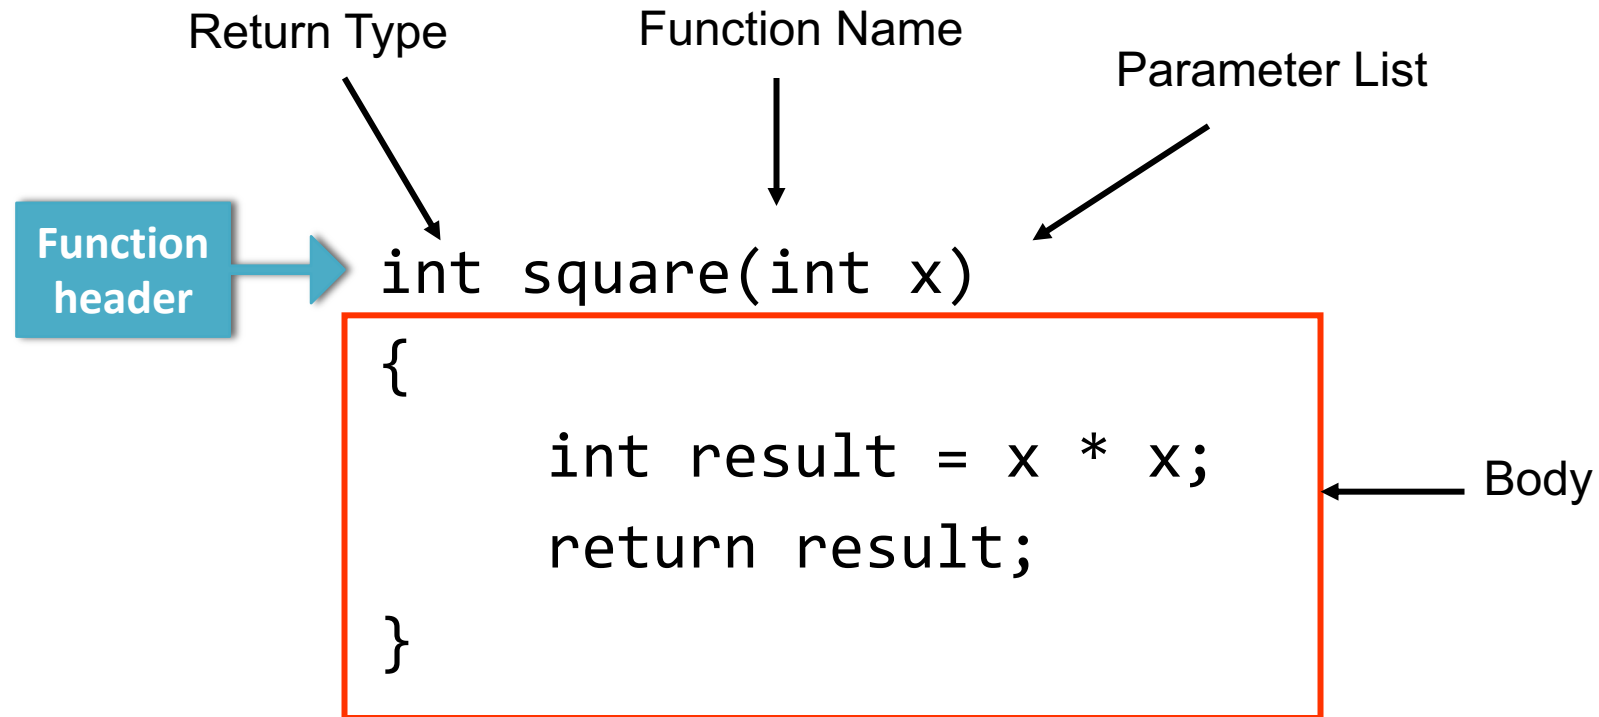 Return Type
Function Name
Parameter List
Function
header
int square(int x)
{
int result = x * x;
return result;
}
Body